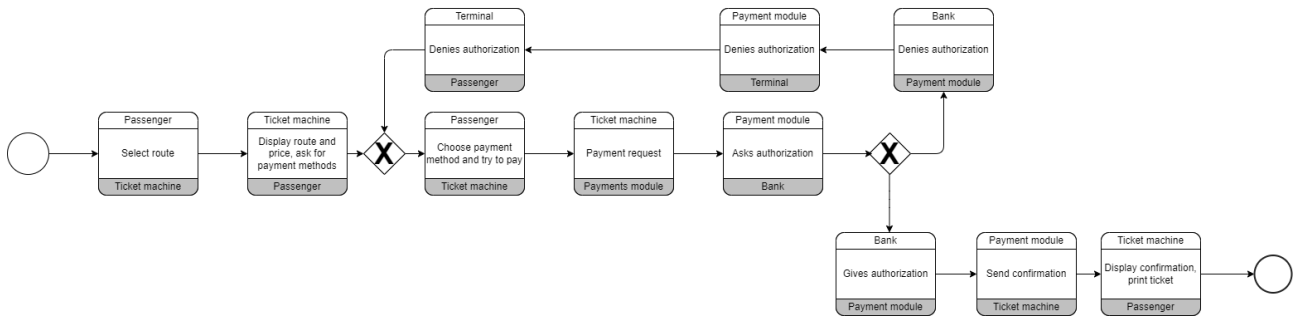 Terminal
Denies authorization
Passenger
Payment module
Denies authorization
Terminal
Bank
Denies authorization
Payment module
Passenger
Select route
Ticket machine
Ticket machine
Display route and
price, ask for
payment methods
Passenger
X
Passenger
Choose payment
method and try to pay
Ticket machine
Ticket machine
Payment request
Payments module
Payment module
Asks authorization
Bank
X
Bank
Gives authorization
Payment module
Payment module
Send confirmation
Ticket machine
Ticket machine
Display confirmation,
print ticket
Passenger